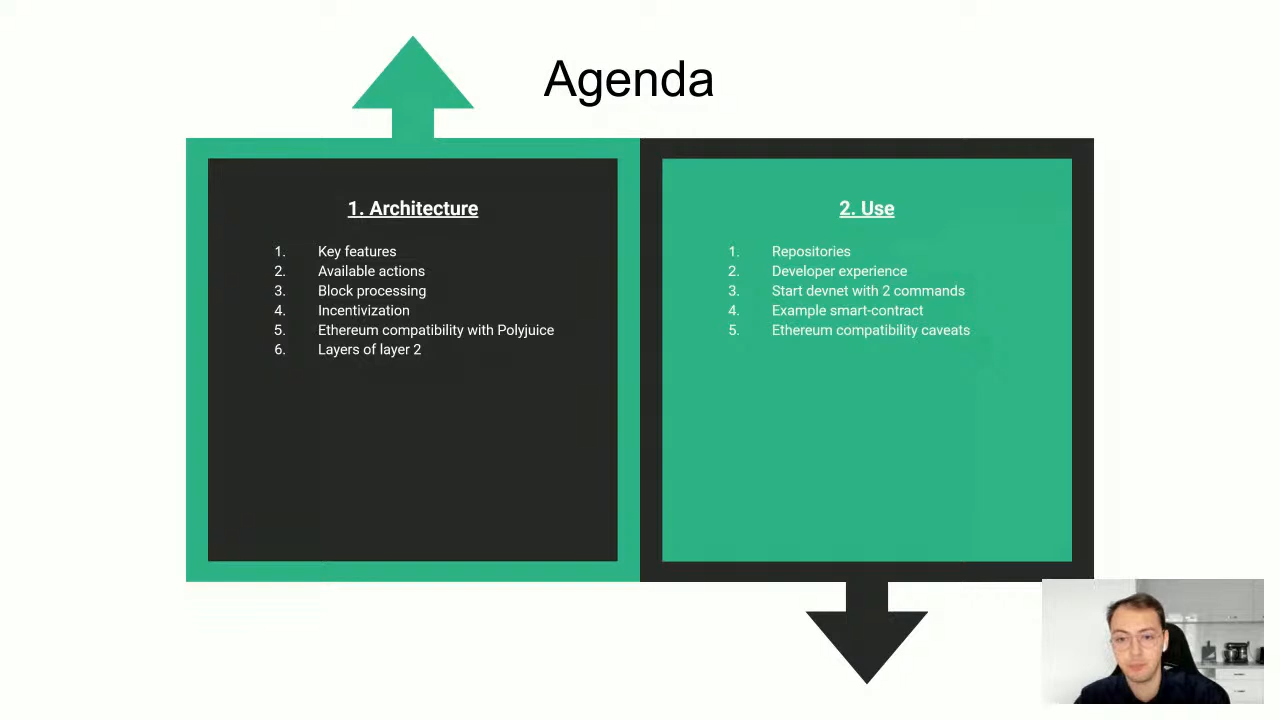 Agenda
1. Architecture
1. Key features
2. Available actions
3. Block processing
4. Incentivization
5. Ethereum compatibility with Polyjuice
6. Layers of layer 2
2. Use
1. Repositories
2. Developer experience
3. Start devnet with 2 commands
4. Example smart-contract
5. Ethereum compatibility caveats